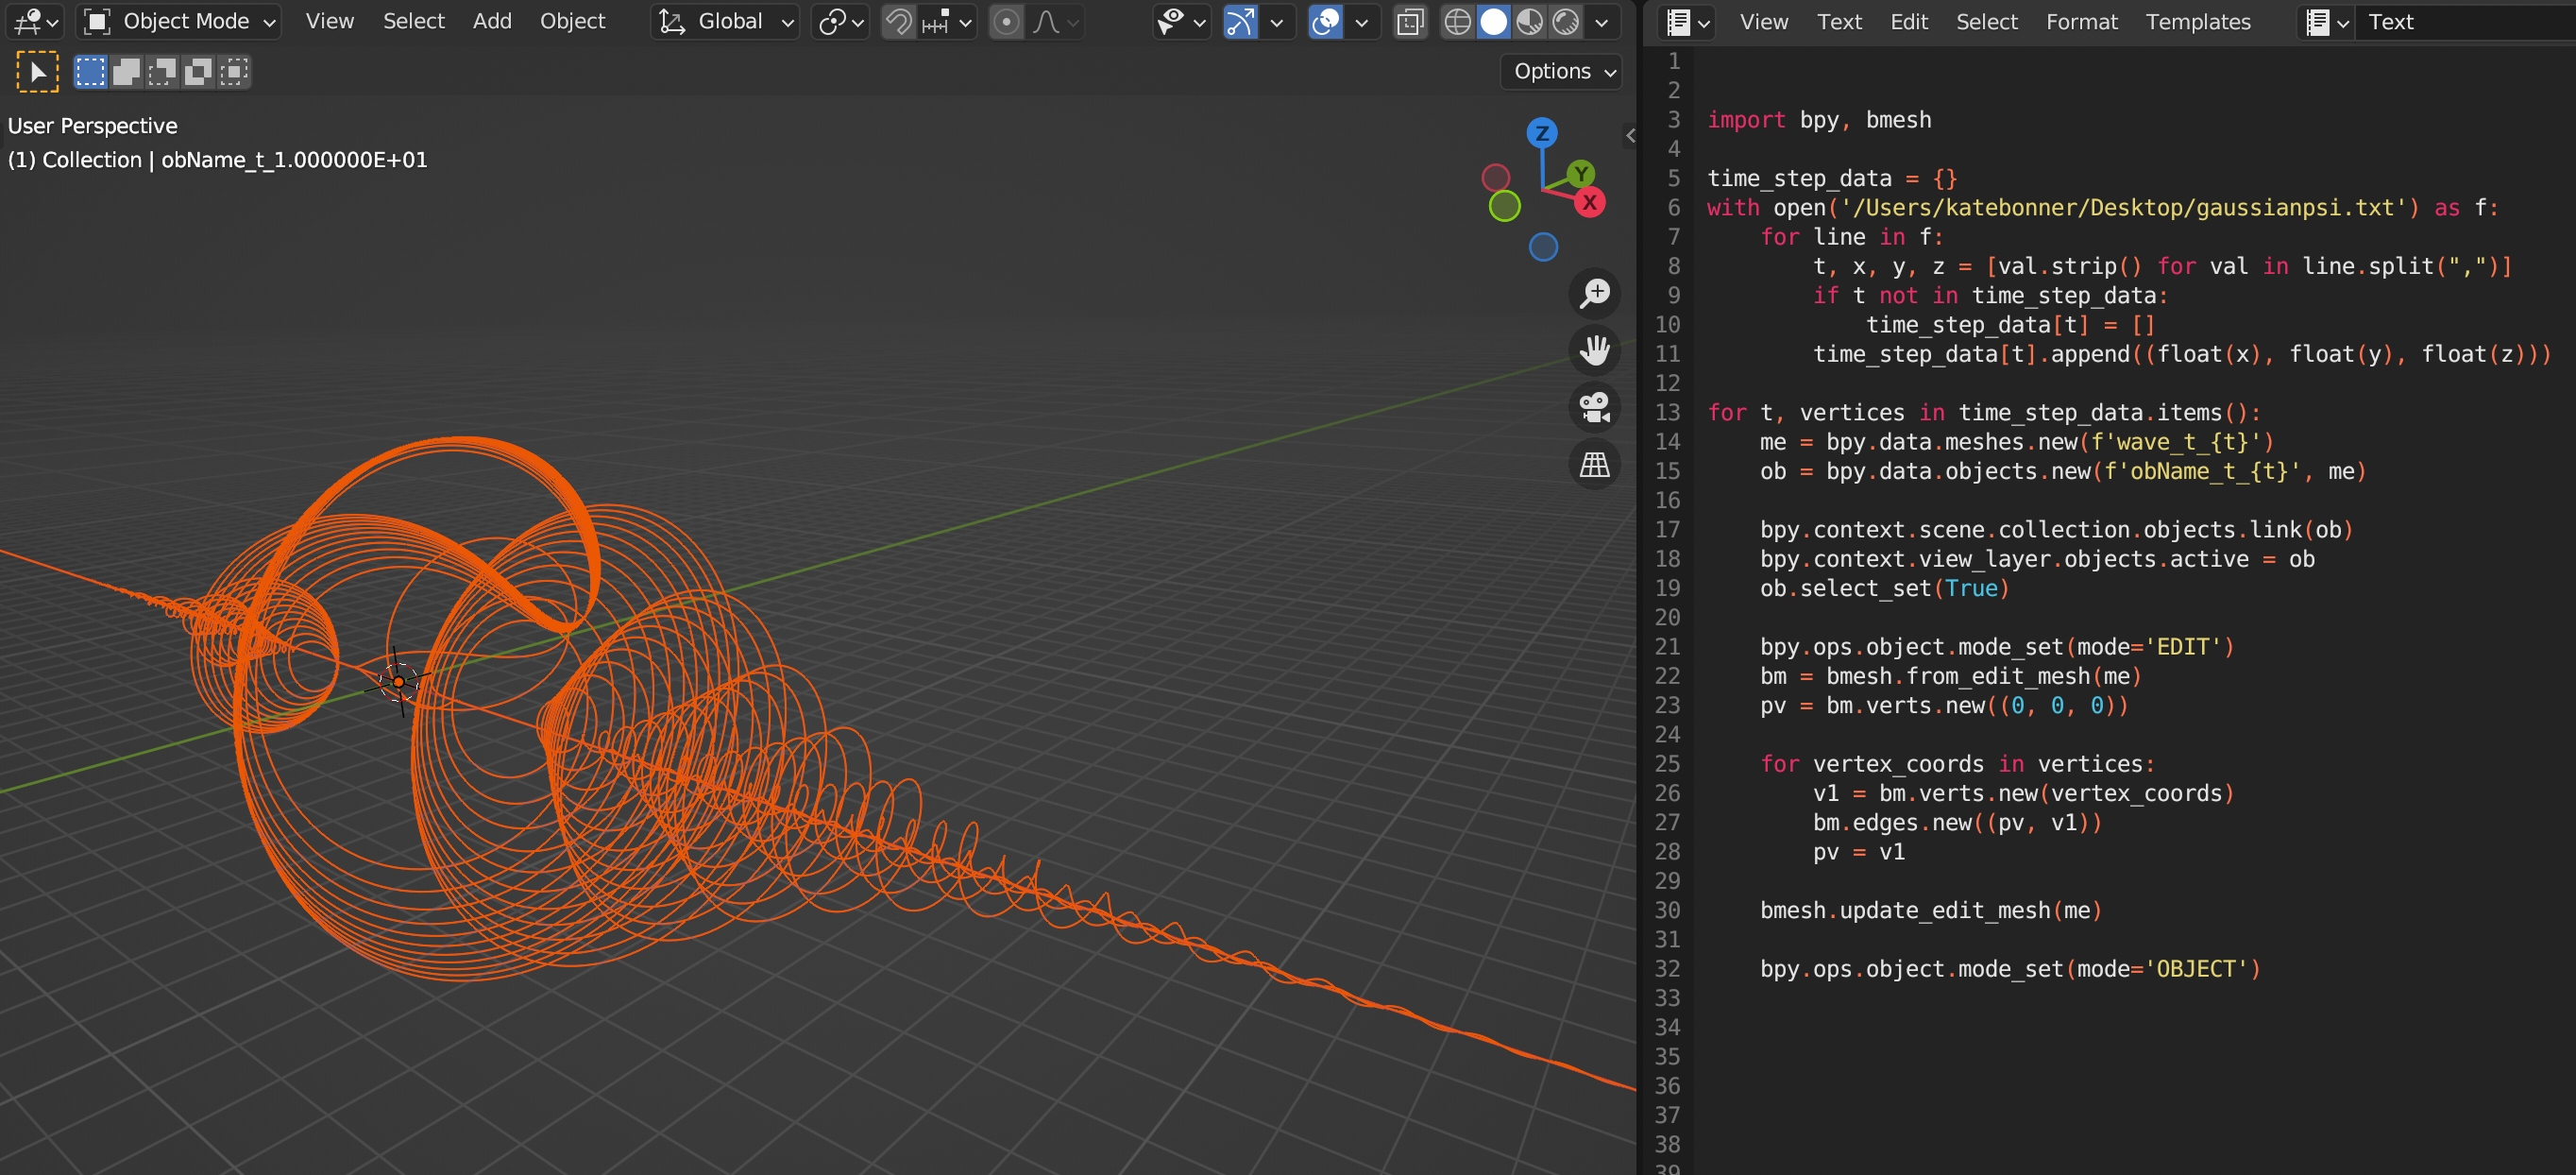 Object Mode View Select Add Object Global
Options
User Perspective
(1) Collection | obName_t_1.000000E+01
Z
Y
X
View Text Edit Select Format Templates Text
1
2
3 import bpy, bmesh
4
5 time_step_data = {}
6 with open('/Users/katebonner/Desktop/gaussianpsi.txt') as f:
7     for line in f:
8         t, x, y, z = [val.strip() for val in line.split(",")]
9         if t not in time_step_data:
10             time_step_data[t] = []
11         time_step_data[t].append((float(x), float(y), float(z)))
12
13 for t, vertices in time_step_data.items():
14     me = bpy.data.meshes.new(f'wave_t_{t}')
15     ob = bpy.data.objects.new(f'obName_t_{t}', me)
16
17     bpy.context.scene.collection.objects.link(ob)
18     bpy.context.view_layer.objects.active = ob
19     ob.select_set(True)
20
21     bpy.ops.object.mode_set(mode='EDIT')
22     bm = bmesh.from_edit_mesh(me)
23     pv = bm.verts.new((0, 0, 0))
24
25     for vertex_coords in vertices:
26         v1 = bm.verts.new(vertex_coords)
27         bm.edges.new((pv, v1))
28         pv = v1
29
30     bmesh.update_edit_mesh(me)
31
32     bpy.ops.object.mode_set(mode='OBJECT')
33
34
35
36
37
38
39